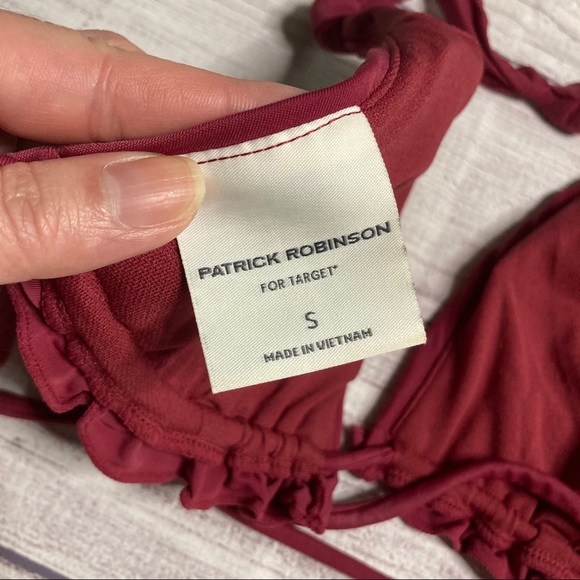 PATRICK ROBINSON
FOR TARGET*
S
MADE IN VIETNAM